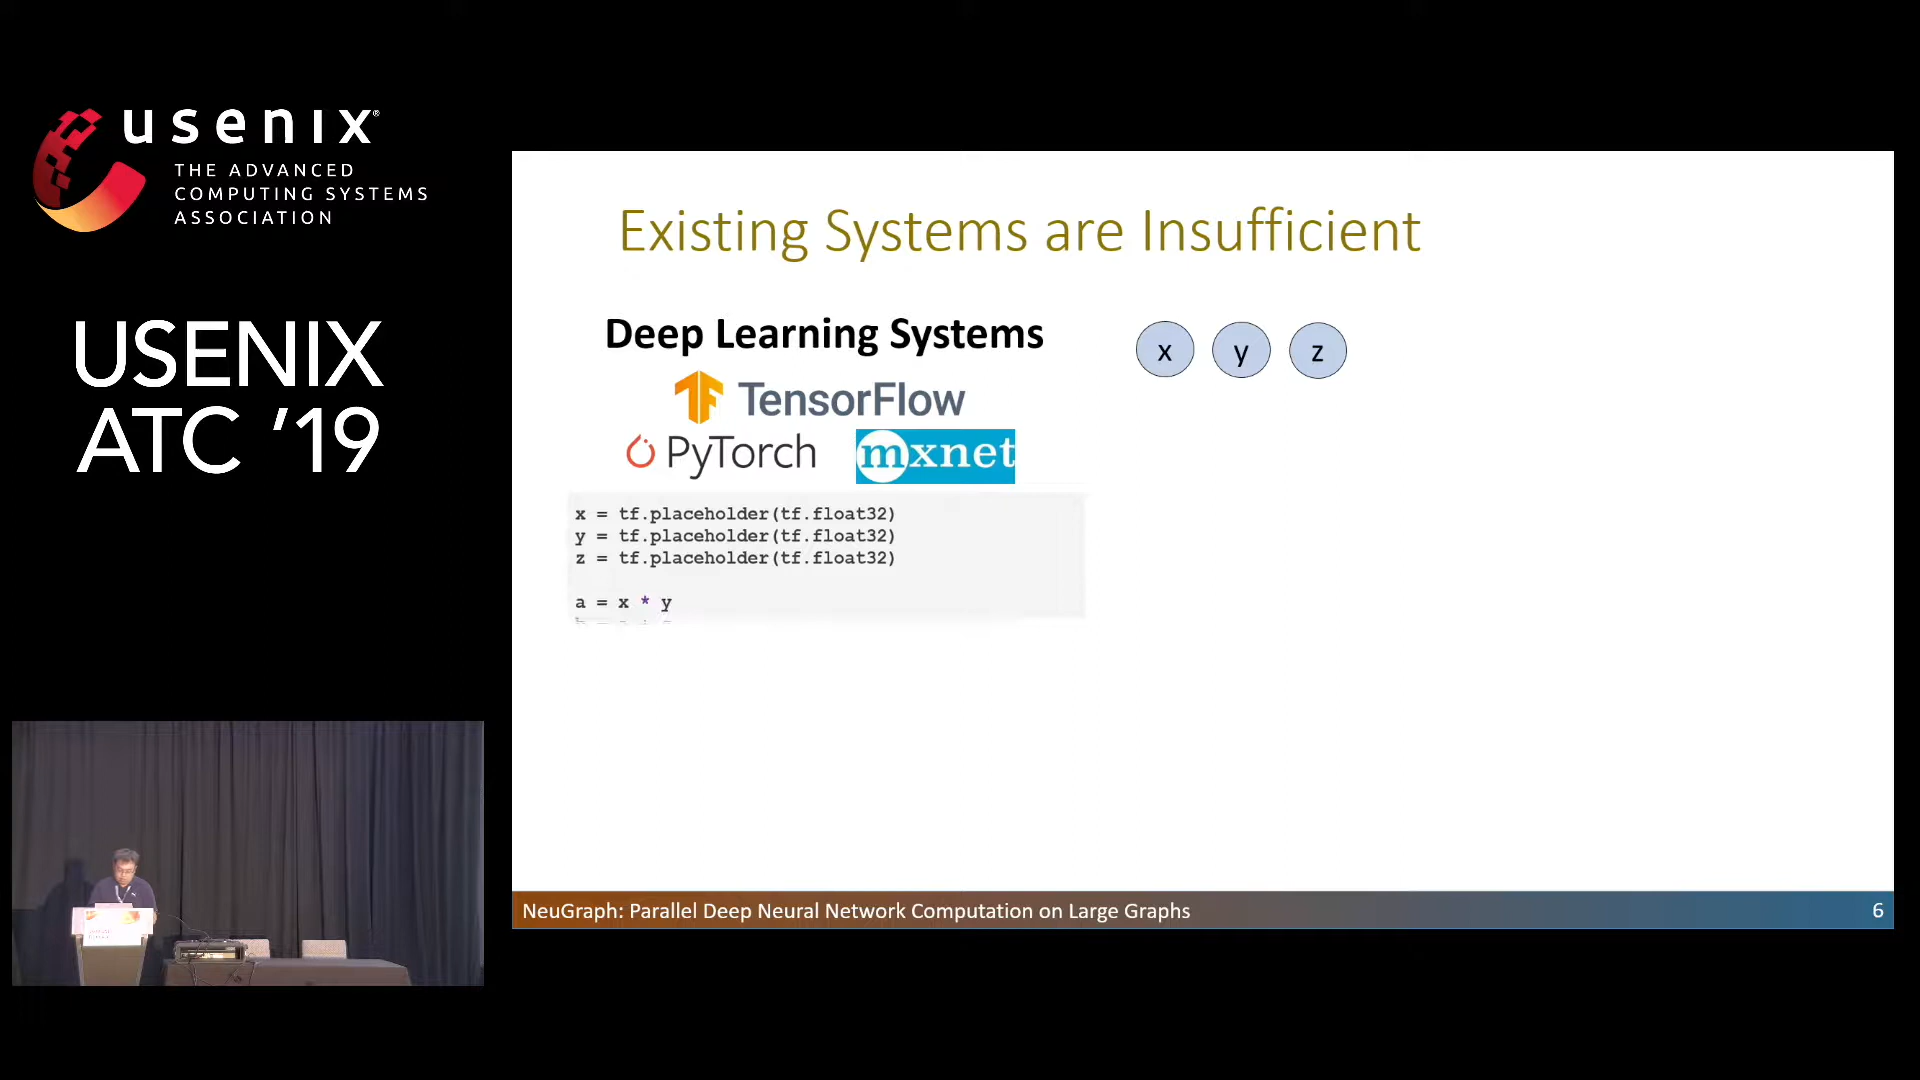 usenix®
THE ADVANCED
COMPUTING SYSTEMS
ASSOCIATION
USENIX
ATC ’19
Existing Systems are Insufficient
Deep Learning Systems
TensorFlow
PyTorch
mxnet
x = tf.placeholder(tf.float32)
y = tf.placeholder(tf.float32)
z = tf.placeholder(tf.float32)
a = x * y
x y z
NeuGraph: Parallel Deep Neural Network Computation on Large Graphs
6